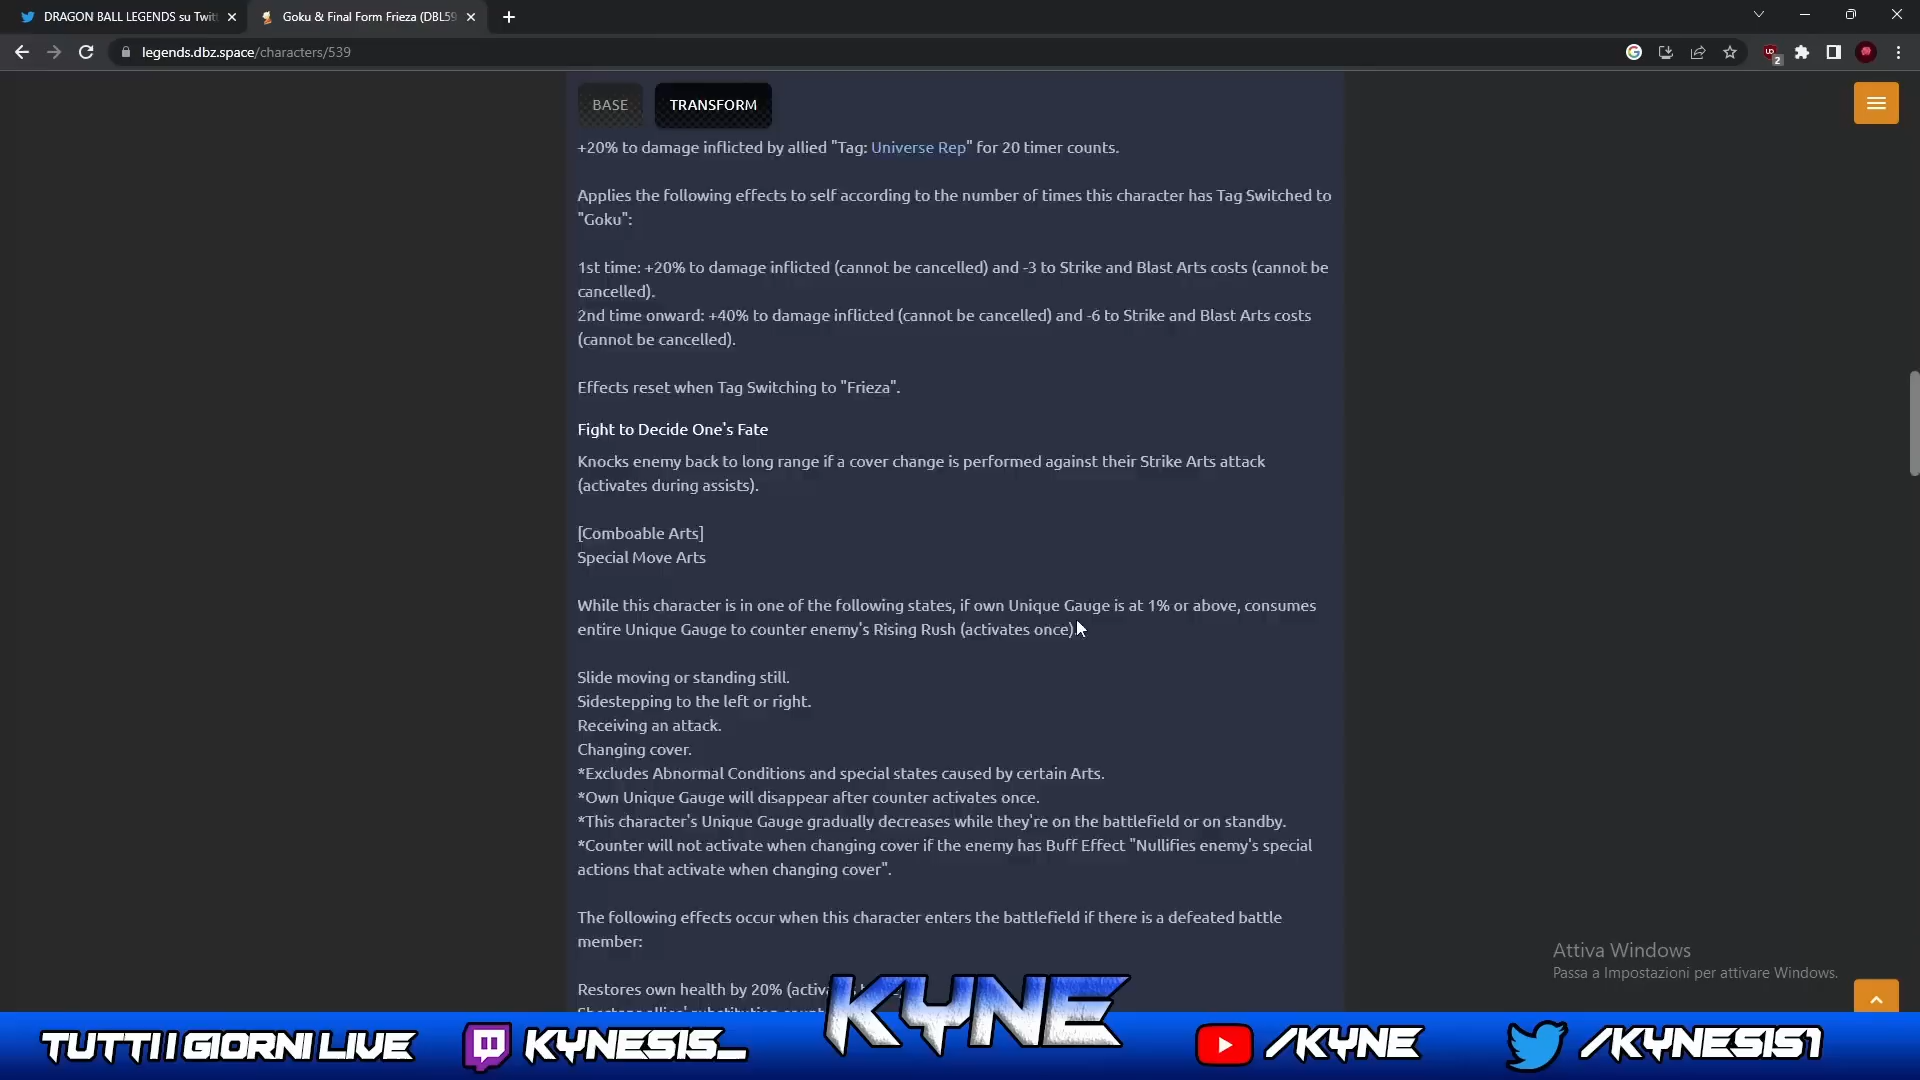 DRAGON BALL LEGENDS su Twitt
Goku & Final Form Frieza (DBL59
legends.dbz.space/characters/539
2
BASE
TRANSFORM
+20% to damage inflicted by allied "Tag: Universe Rep" for 20 timer counts.
Applies the following effects to self according to the number of times this character has Tag Switched to
"Goku":
1st time: +20% to damage inflicted (cannot be cancelled) and -3 to Strike and Blast Arts costs (cannot be
cancelled).
2nd time onward: +40% to damage inflicted (cannot be cancelled) and -6 to Strike and Blast Arts costs
(cannot be cancelled).
Effects reset when Tag Switching to "Frieza".
Fight to Decide One's Fate
Knocks enemy back to long range if a cover change is performed against their Strike Arts attack
(activates during assists).
[Comboable Arts]
Special Move Arts
While this character is in one of the following states, if own Unique Gauge is at 1% or above, consumes
entire Unique Gauge to counter enemy's Rising Rush (activates once).
Slide moving or standing still.
Sidestepping to the left or right.
Receiving an attack.
Changing cover.
*Excludes Abnormal Conditions and special states caused by certain Arts.
*Own Unique Gauge will disappear after counter activates once.
*This character's Unique Gauge gradually decreases while they're on the battlefield or on standby.
*Counter will not activate when changing cover if the enemy has Buff Effect "Nullifies enemy's special
actions that activate when changing cover".
The following effects occur when this character enters the battlefield if there is a defeated battle
member:
Restores own health by 20%
Attiva Windows
Passa a Impostazioni per attivare Windows.
KYNE
TUTTI I GIORNI LIVE
KYNESIS_
/KYNE
/KYNESIS1